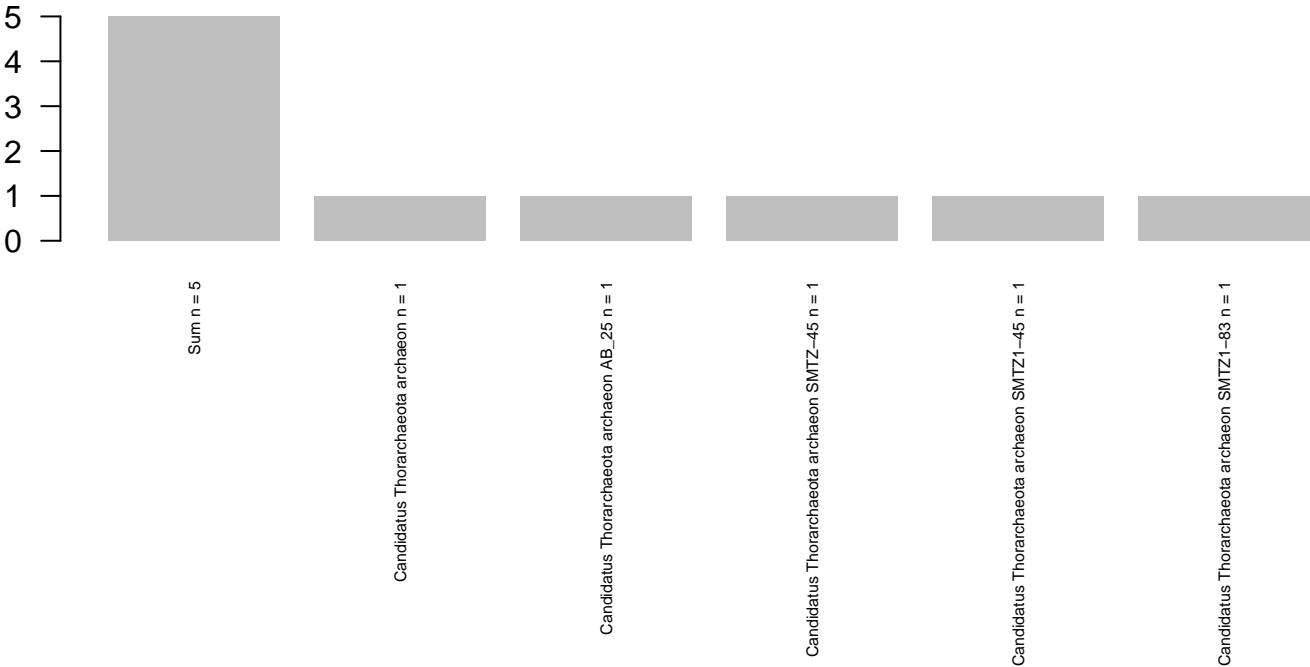 5
4
3
2
1
0
Sum n = 5
Candidatus Thorarchaeota archaeon n = 1
Candidatus Thorarchaeota archaeon AB_25 n = 1
Candidatus Thorarchaeota archaeon SMTZ−45 n = 1
Candidatus Thorarchaeota archaeon SMTZ1−45 n = 1
Candidatus Thorarchaeota archaeon SMTZ1−83 n = 1